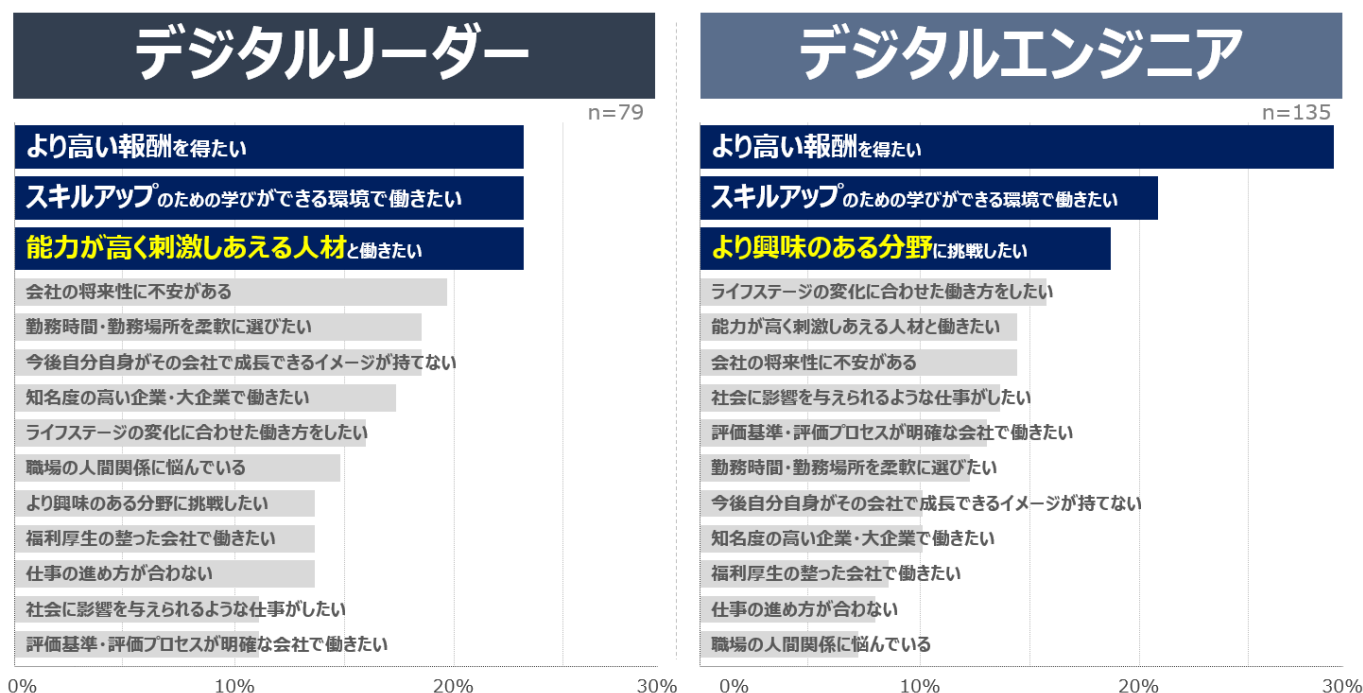 デジタルリーダー
n=79
より高い報酬を得たい
スキルアップのための学びができる環境で働きたい
能力が高く刺激しあえる人材と働きたい
会社の将来性に不安がある
勤務時間・勤務場所を柔軟に選びたい
今後自分自身がその会社で成長できるイメージが持てない
知名度の高い企業・大企業で働きたい
ライフステージの変化に合わせた働き方をしたい
職場の人間関係に悩んでいる
より興味のある分野に挑戦したい
福利厚生の整った会社で働きたい
仕事の進め方が合わない
社会に影響を与えられるような仕事がしたい
評価基準・評価プロセスが明確な会社で働きたい
0% 10% 20% 30%
デジタルエンジニア
n=135
より高い報酬を得たい
スキルアップのための学びができる環境で働きたい
より興味のある分野に挑戦したい
ライフステージの変化に合わせた働き方をしたい
能力が高く刺激しあえる人材と働きたい
会社の将来性に不安がある
社会に影響を与えられるような仕事がしたい
評価基準・評価プロセスが明確な会社で働きたい
勤務時間・勤務場所を柔軟に選びたい
今後自分自身がその会社で成長できるイメージが持てない
知名度の高い企業・大企業で働きたい
福利厚生の整った会社で働きたい
仕事の進め方が合わない
職場の人間関係に悩んでいる
0% 10% 20% 30%